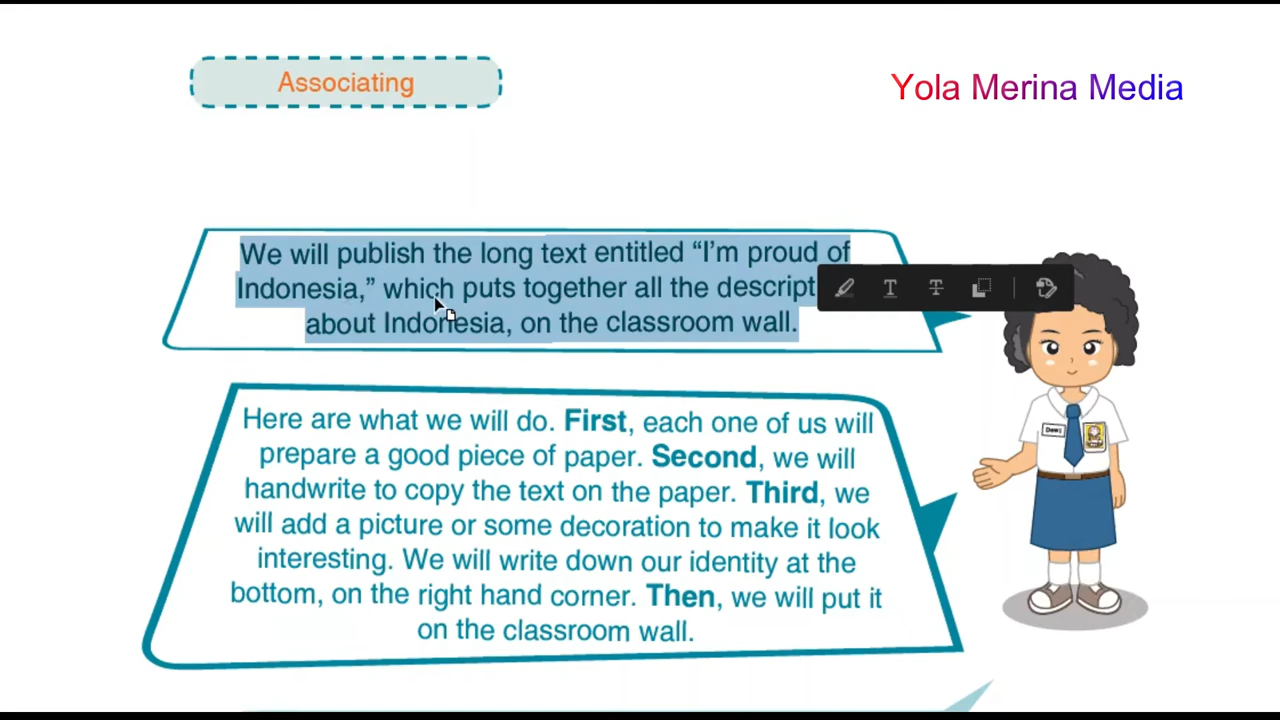 Associating
Yola Merina Media
We will publish the long text entitled “I’m proud of
Indonesia,” which puts together all the descript
about Indonesia, on the classroom wall.
Here are what we will do. First, each one of us will
prepare a good piece of paper. Second, we will
handwrite to copy the text on the paper. Third, we
will add a picture or some decoration to make it look
interesting. We will write down our identity at the
bottom, on the right hand corner. Then, we will put it
on the classroom wall.
Dewi